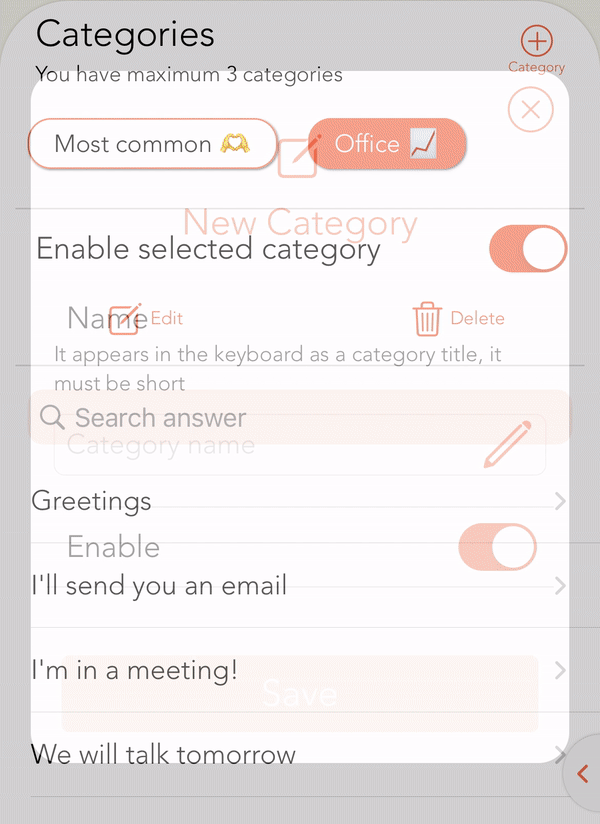 Categories
Category
You have maximum 3 categories
Most common 🫶
Office 📈
New Category
Enable selected category
Name
Edit
Delete
It appears in the keyboard as a category title, it
must be short
Search answer
Category name
Greetings
Enable
I'll send you an email
I'm in a meeting!
Save
We will talk tomorrow